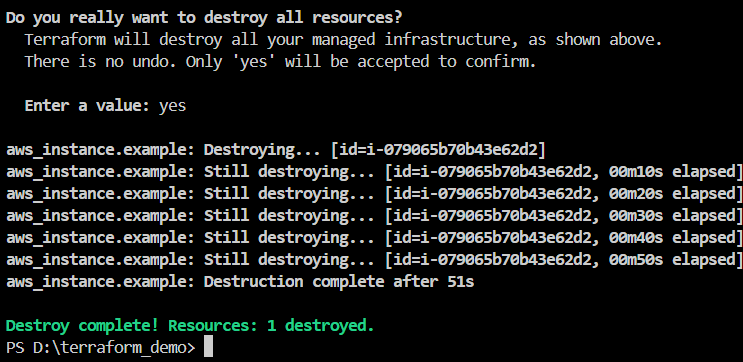 Do you really want to destroy all resources?
Terraform will destroy all your managed infrastructure, as shown above.
There is no undo. Only 'yes' will be accepted to confirm.
Enter a value: yes
aws_instance.example: Destroying... [id=i-079065b70b43e62d2]
aws_instance.example: Still destroying... [id=i-079065b70b43e62d2, 00m10s elapsed]
aws_instance.example: Still destroying... [id=i-079065b70b43e62d2, 00m20s elapsed]
aws_instance.example: Still destroying... [id=i-079065b70b43e62d2, 00m30s elapsed]
aws_instance.example: Still destroying... [id=i-079065b70b43e62d2, 00m40s elapsed]
aws_instance.example: Still destroying... [id=i-079065b70b43e62d2, 00m50s elapsed]
aws_instance.example: Destruction complete after 51s
Destroy complete! Resources: 1 destroyed.
PS D:\terraform_demo>